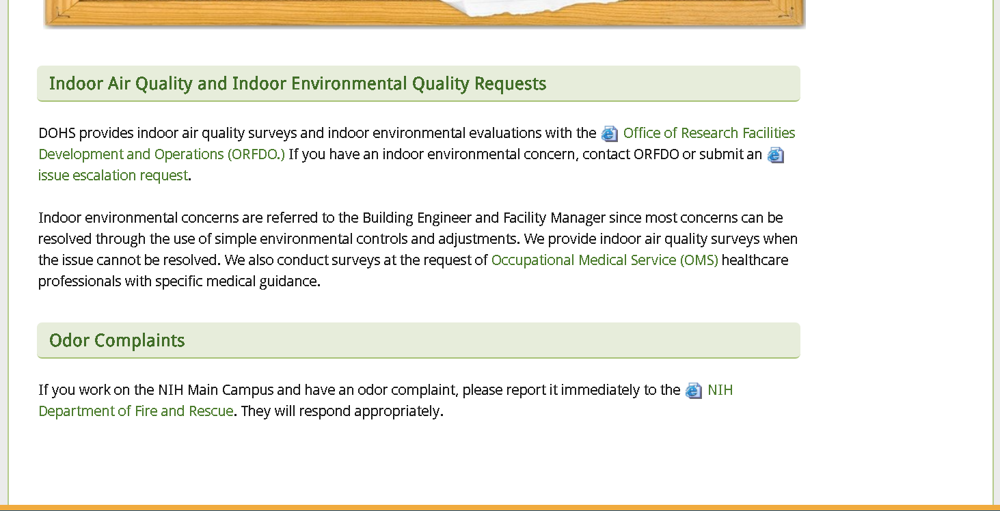 Indoor Air Quality and Indoor Environmental Quality Requests
DOHS provides indoor air quality surveys and indoor environmental evaluations with the Office of Research Facilities
Development and Operations (ORFDO.) If you have an indoor environmental concern, contact ORFDO or submit an
issue escalation request.
Indoor environmental concerns are referred to the Building Engineer and Facility Manager since most concerns can be
resolved through the use of simple environmental controls and adjustments. We provide indoor air quality surveys when
the issue cannot be resolved. We also conduct surveys at the request of Occupational Medical Service (OMS) healthcare
professionals with specific medical guidance.
Odor Complaints
If you work on the NIH Main Campus and have an odor complaint, please report it immediately to the NIH
Department of Fire and Rescue. They will respond appropriately.